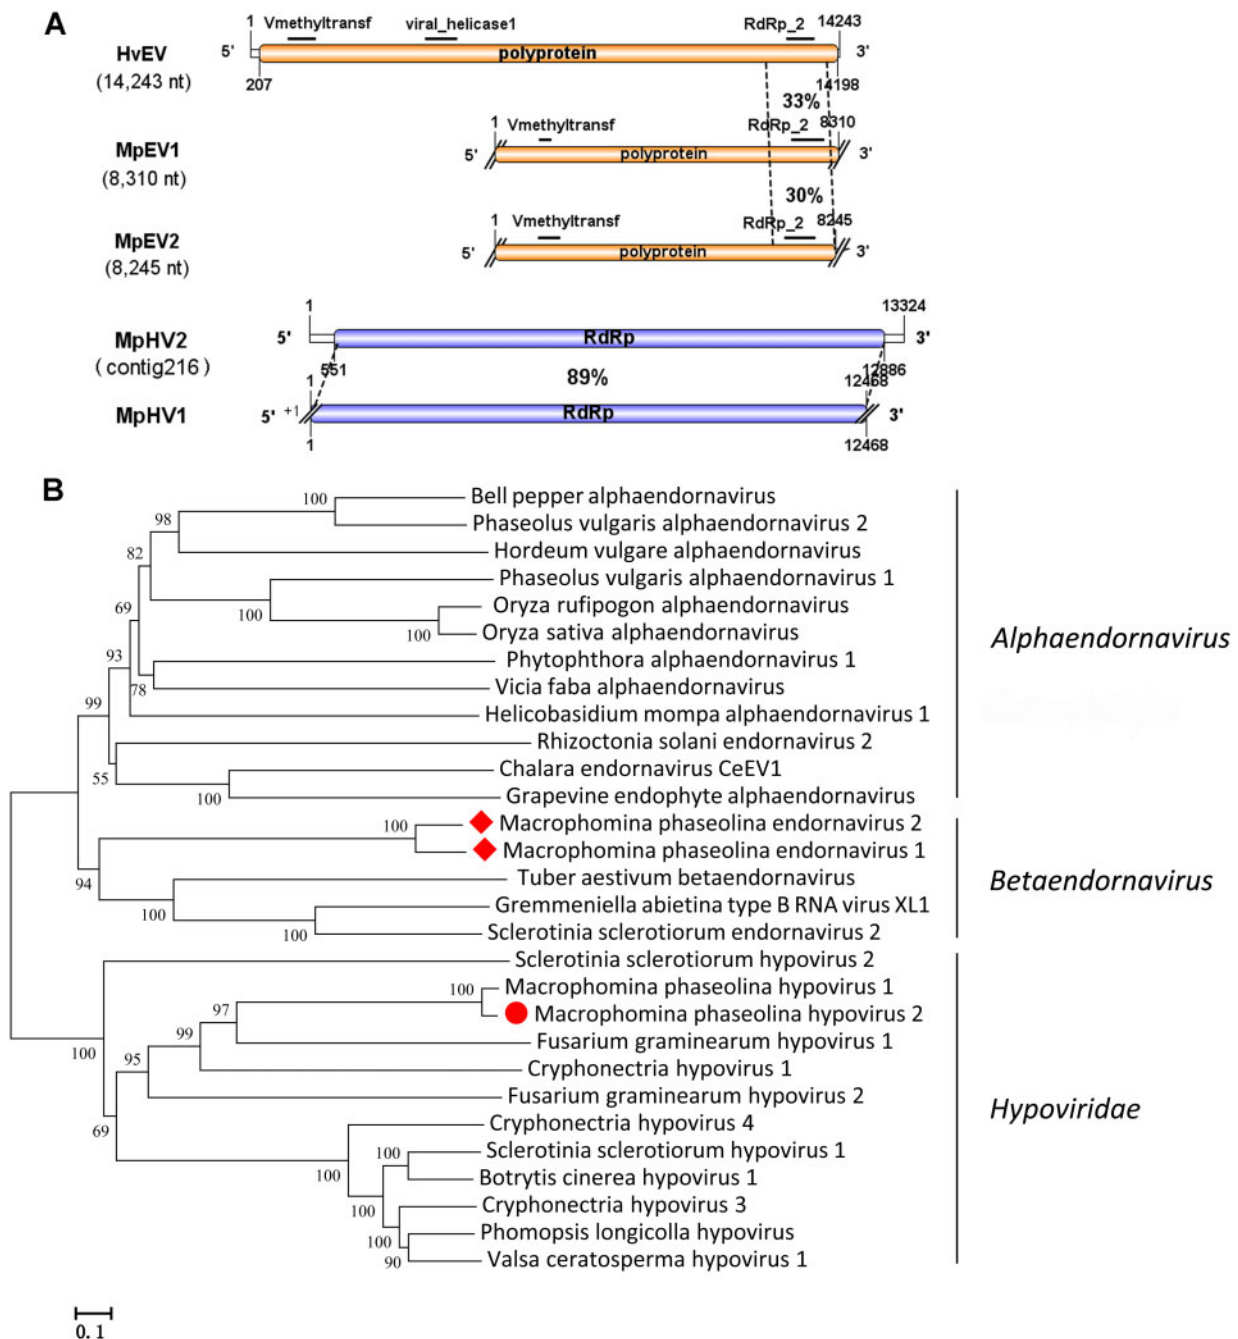 A
1 Vmethyltransf viral_helicase1 RdRp_2 14243
HvEV 5' polyprotein 3'
(14,243 nt) 207 14198
33%
1 Vmethyltransf RdRp_2 8310
MpEV1 5' polyprotein 3'
(8,310 nt)
30%
1 Vmethyltransf RdRp_2 8245
MpEV2 5' polyprotein 3'
(8,245 nt)
1 13324
MpHV2 5' RdRp 3'
(contig216) 551 12886
1 89% 12468
MpHV1 5' +1 RdRp 3'
1 12468
B
100 Bell pepper alphaendornavirus
98 Phaseolus vulgaris alphaendornavirus 2
82 Hordeum vulgare alphaendornavirus
Phaseolus vulgaris alphaendornavirus 1
69 100 Oryza rufipogon alphaendornavirus
100 Oryza sativa alphaendornavirus
Alphaendornavirus
93 Phytophthora alphaendornavirus 1
78 Vicia faba alphaendornavirus
99 Helicobasidium mompa alphaendornavirus 1
Rhizoctonia solani endornavirus 2
55 Chalara endornavirus CeEV1
100 Grapevine endophyte alphaendornavirus
100 Macrophomina phaseolina endornavirus 2
Macrophomina phaseolina endornavirus 1
94 Tuber aestivum betaendornavirus
Betaendornavirus
100 Gremmeniella abietina type B RNA virus XL1
100 Sclerotinia sclerotiorum endornavirus 2
Sclerotinia sclerotiorum hypovirus 2
100 Macrophomina phaseolina hypovirus 1
97 Macrophomina phaseolina hypovirus 2
99 Fusarium graminearum hypovirus 1
100 95 Cryphonectria hypovirus 1
Fusarium graminearum hypovirus 2
Hypoviridae
69 Cryphonectria hypovirus 4
100 100 Sclerotinia sclerotiorum hypovirus 1
Botrytis cinerea hypovirus 1
100 Cryphonectria hypovirus 3
100 Phomopsis longicolla hypovirus
90 Valsa ceratosperma hypovirus 1
0.1